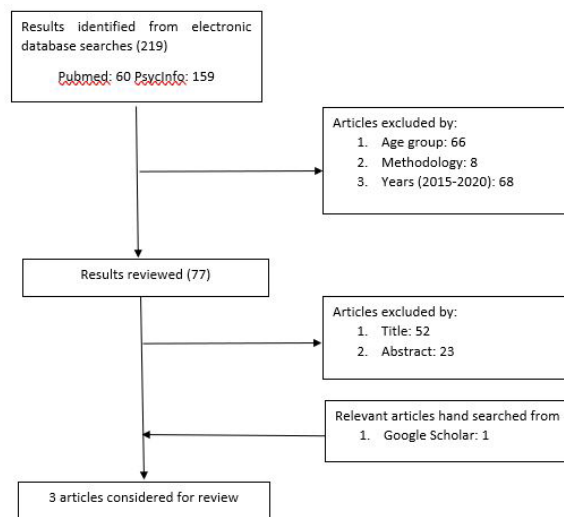 Results identified from electronic
database searches (219)
Pubmed: 60 PsycInfo: 159
Articles excluded by:
1. Age group: 66
2. Methodology: 8
3. Years (2015-2020): 68
Results reviewed (77)
Articles excluded by:
1. Title: 52
2. Abstract: 23
Relevant articles hand searched from
1. Google Scholar: 1
3 articles considered for review